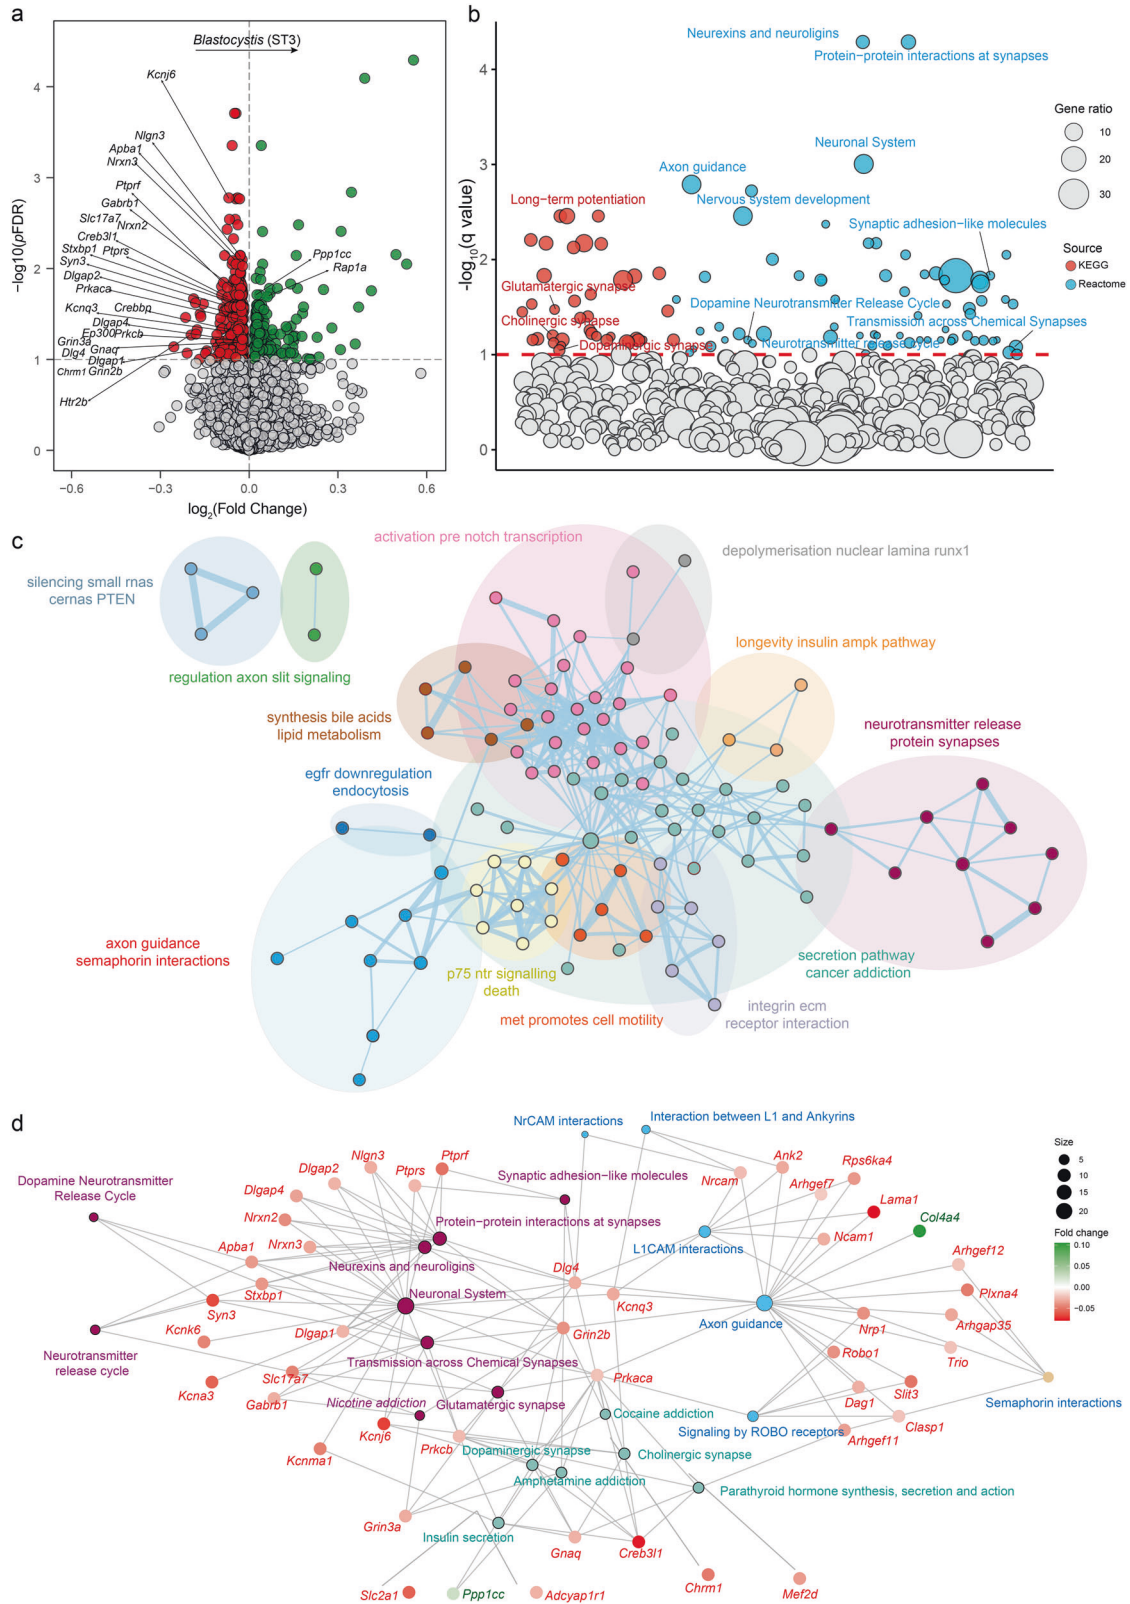 a
Blastocystis (ST3)
Kcnj6
Nlgn3
Apba1
Nrxn3
Ptprf
Gabrb1
Slc17a7
Nrxn2
Creb3l1
Stxbp1
Ptprs
Syn3
Dlgap2
Prkaca
Kcnq3
Crebbp
Dlgap4
Ep300
Prkcb
Grin3a
Dlg4
Gnaq
Dlgap1
Chrm1
Grin2b
Htr2b
Ppp1cc
Rap1a
4
3
2
1
0
−log10(pFDR)
−0.6
−0.3
0.0
0.3
0.6
log2(Fold Change)
b
Neurexins and neuroligins
Protein−protein interactions at synapses
Neuronal System
Axon guidance
Nervous system development
Long−term potentiation
Synaptic adhesion−like molecules
Glutamatergic synapse
Dopamine Neurotransmitter Release Cycle
Cholinergic synapse
Transmission across Chemical Synapses
Dopaminergic synapse
Neurotransmitter release cycle
4
3
2
1
0
-log10(q value)
Gene ratio
10
20
30
Source
KEGG
Reactome
c
activation pre notch transcription
depolymerisation nuclear lamina runx1
silencing small rnas
cernas PTEN
regulation axon slit signaling
longevity insulin ampk pathway
synthesis bile acids
lipid metabolism
neurotransmitter release
protein synapses
egfr downregulation
endocytosis
axon guidance
semaphorin interactions
p75 ntr signalling
death
met promotes cell motility
secretion pathway
cancer addiction
integrin ecm
receptor interaction
d
NrCAM interactions
Interaction between L1 and Ankyrins
Dopamine Neurotransmitter
Release Cycle
Nlgn3
Dlgap2
Ptprs
Ptprf
Dlgap4
Synaptic adhesion−like molecules
Nrcam
Ank2
Arhgef7
Rps6ka4
Lama1
Col4a4
Nrxn2
Protein−protein interactions at synapses
Nrxn3
Apba1
Neurexins and neuroligins
L1CAM interactions
Ncam1
Arhgef12
Stxbp1
Dlg4
Neuronal System
Kcnq3
Plxna4
Syn3
Axon guidance
Arhgap35
Kcnk6
Dlgap1
Grin2b
Nrp1
Robo1
Trio
Neurotransmitter
release cycle
Transmission across Chemical Synapses
Slc17a7
Prkaca
Kcna3
Gabrb1
Nicotine addiction
Glutamatergic synapse
Dag1
Slit3
Semaphorin interactions
Cocaine addiction
Signaling by ROBO receptors
Clasp1
Arhgef11
Kcnj6
Kcnma1
Prkcb
Dopaminergic synapse
Cholinergic synapse
Amphetamine addiction
Parathyroid hormone synthesis, secretion and action
Grin3a
Insulin secretion
Gnaq
Creb3l1
Slc2a1
Ppp1cc
Adcyap1r1
Chrm1
Mef2d
Size
5
10
15
20
Fold change
0.10
0.05
0.00
−0.05